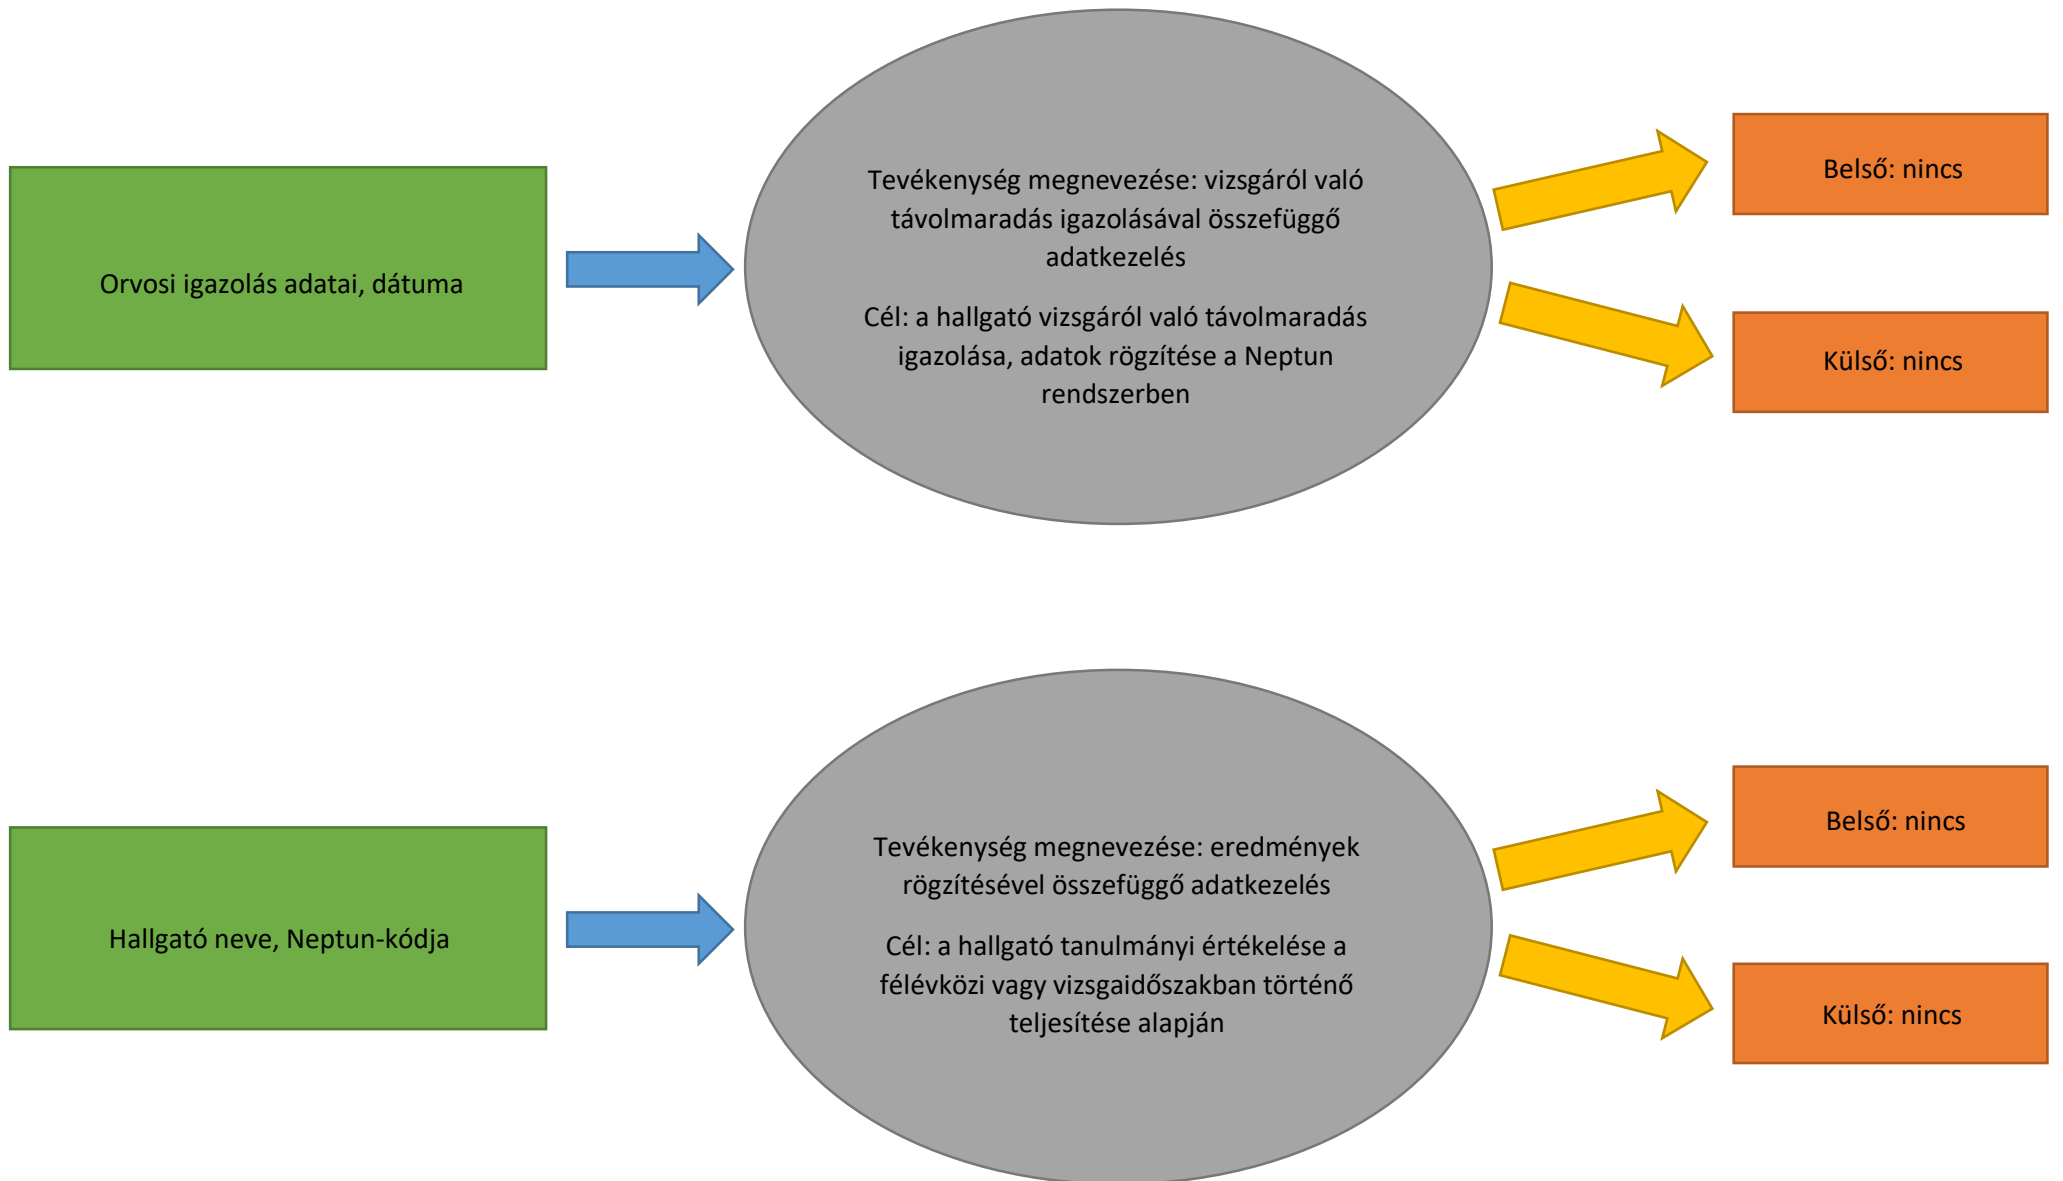 Orvosi igazolás adatai, dátuma
Tevékenység megnevezése: vizsgáról való
távolmaradás igazolásával összefüggő
adatkezelés
Cél: a hallgató vizsgáról való távolmaradás
igazolása, adatok rögzítése a Neptun
rendszerben
Belső: nincs
Külső: nincs
Hallgató neve, Neptun-kódja
Tevékenység megnevezése: eredmények
rögzítésével összefüggő adatkezelés
Cél: a hallgató tanulmányi értékelése a
félévközi vagy vizsgaidőszakban történő
teljesítése alapján
Belső: nincs
Külső: nincs